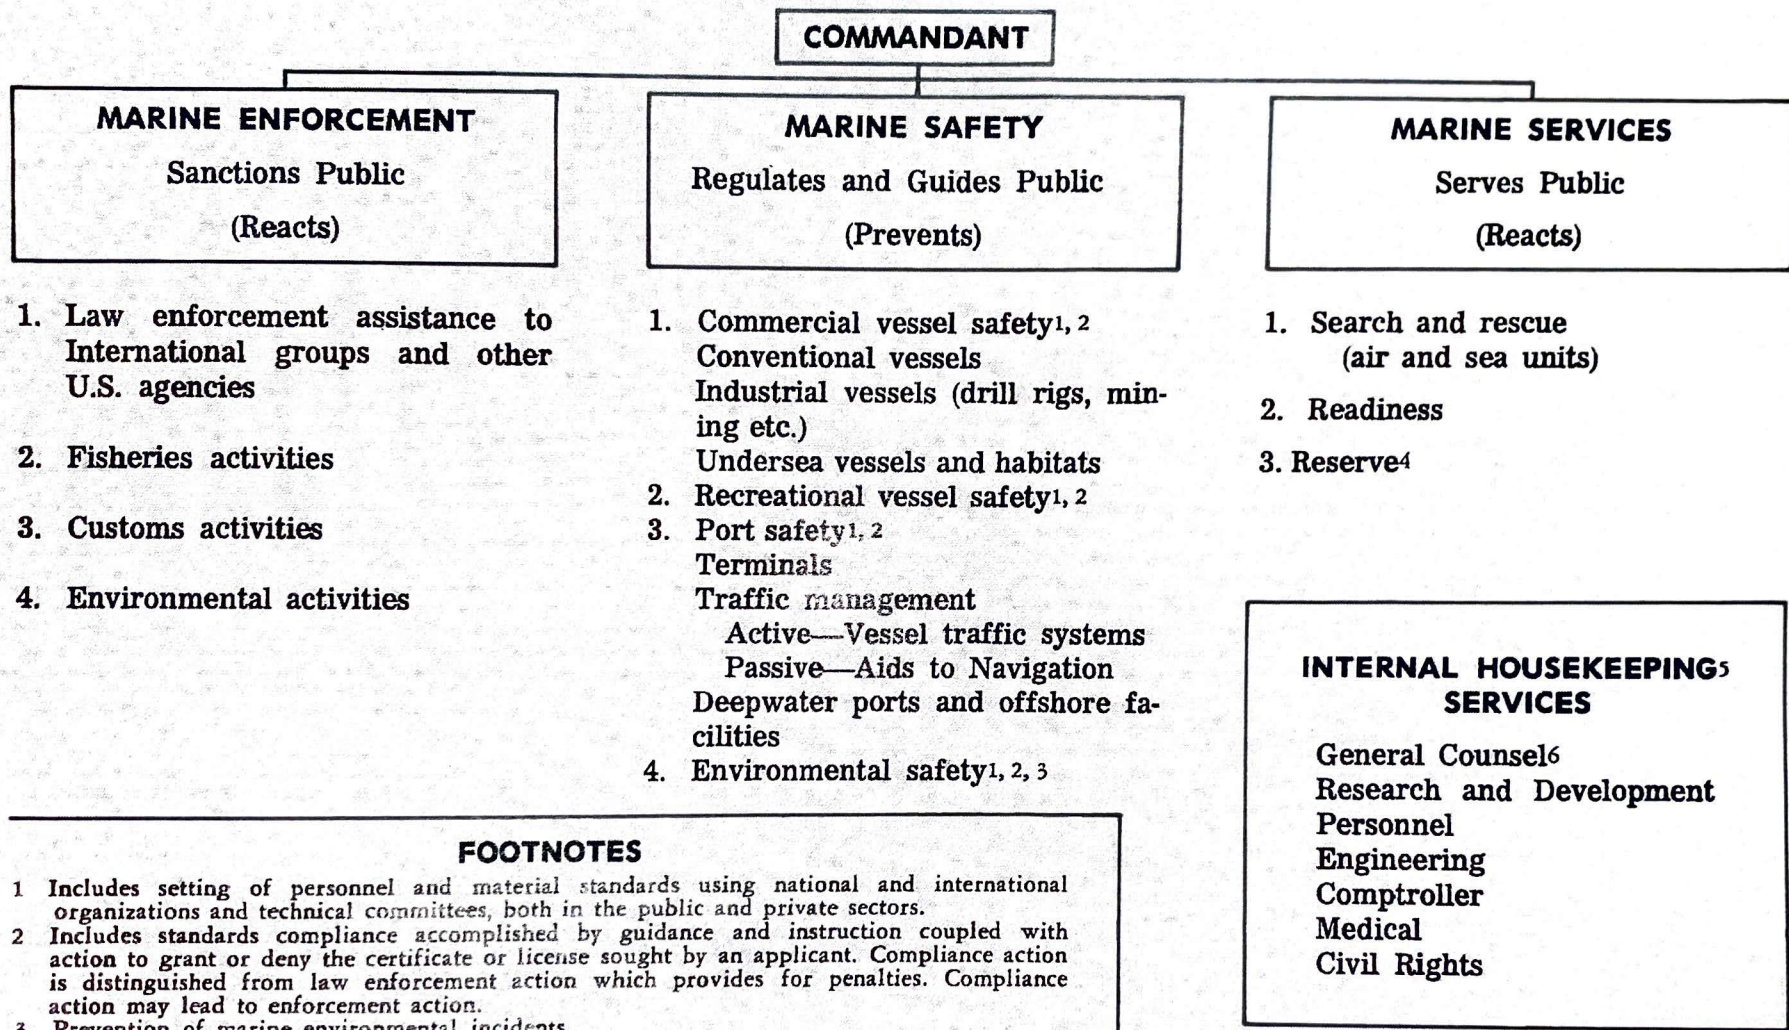 COMMANDANT
MARINE ENFORCEMENT
Sanctions Public
(Reacts)
MARINE SAFETY
Regulates and Guides Public
(Prevents)
MARINE SERVICES
Serves Public
(Reacts)
1. Law enforcement assistance to
International groups and other
U.S. agencies
2. Fisheries activities
3. Customs activities
4. Environmental activities
1. Commercial vessel safety1, 2
Conventional vessels
Industrial vessels (drill rigs, min-
ing etc.)
Undersea vessels and habitats
2. Recreational vessel safety1, 2
3. Port safety1, 2
Terminals
Traffic management
Active—Vessel traffic systems
Passive—Aids to Navigation
Deepwater ports and offshore fa-
cilities
4. Environmental safety1, 2, 3
1. Search and rescue
(air and sea units)
2. Readiness
3. Reserve4
INTERNAL HOUSEKEEPING5
SERVICES
General Counsel6
Research and Development
Personnel
Engineering
Comptroller
Medical
Civil Rights
FOOTNOTES
1 Includes setting of personnel and material standards using national and international
organizations and technical committees, both in the public and private sectors.
2 Includes standards compliance accomplished by guidance and instruction coupled with
action to grant or deny the certificate or license sought by an applicant. Compliance action
is distinguished from law enforcement action which provides for penalties. Compliance
action may lead to enforcement action.
3 Prevention of marine environmental incidents